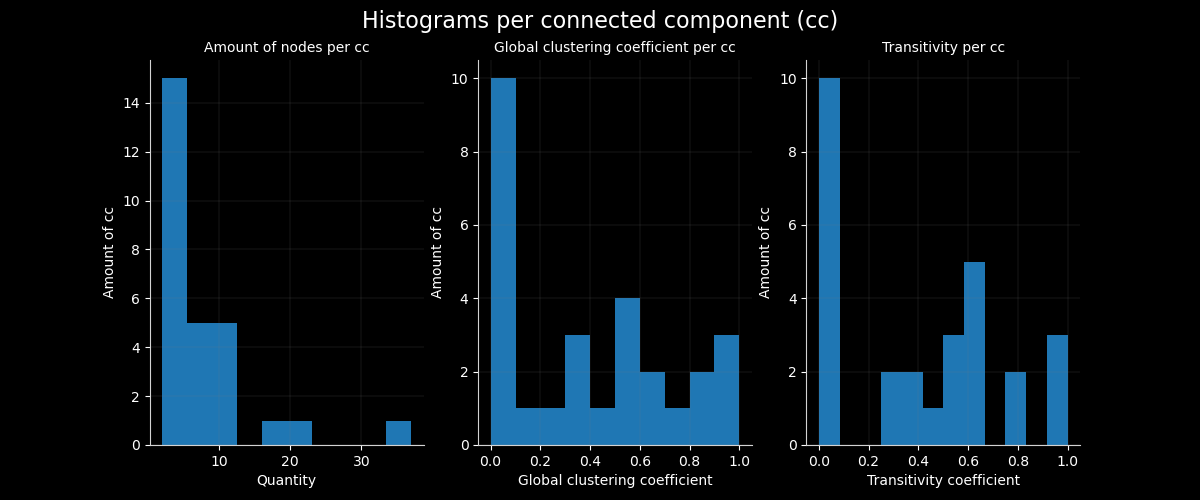 Histograms per connected component (cc)
Amount of nodes per cc
Amount of cc
14
12
10
8
6
4
2
0
10 20 30
Quantity
Global clustering coefficient per cc
Amount of cc
10
8
6
4
2
0
0.0 0.2 0.4 0.6 0.8 1.0
Global clustering coefficient
Transitivity per cc
Amount of cc
10
8
6
4
2
0
0.0 0.2 0.4 0.6 0.8 1.0
Transitivity coefficient